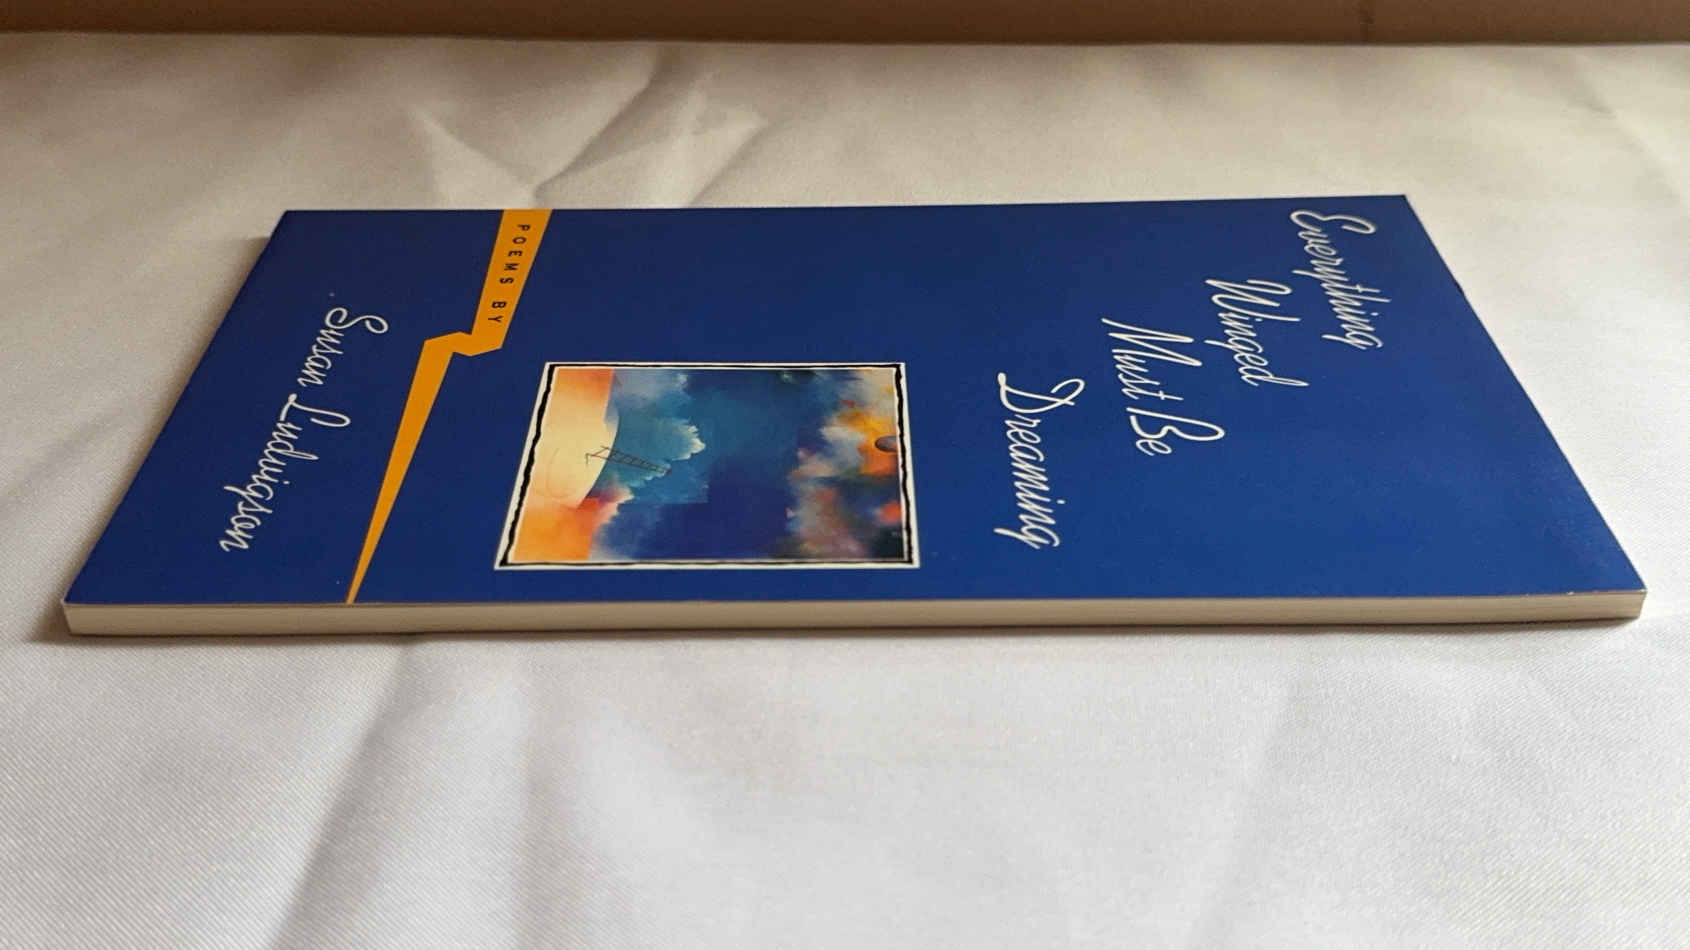 Everything
Winged
Must Be
Dreaming
POEMS BY
Susan Ludvigson